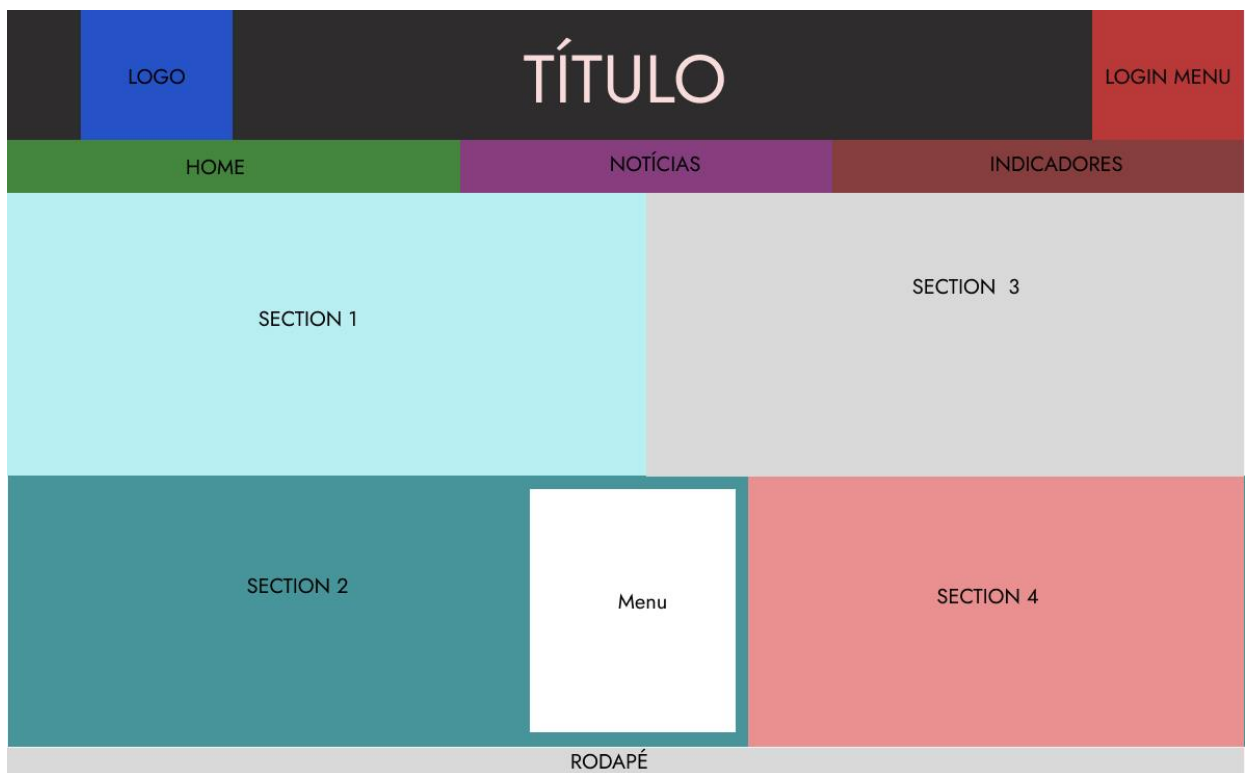 LOGO
TÍTULO
LOGIN MENU
HOME
NOTÍCIAS
INDICADORES
SECTION 1
SECTION 3
SECTION 2
Menu
SECTION 4
RODAPÉ